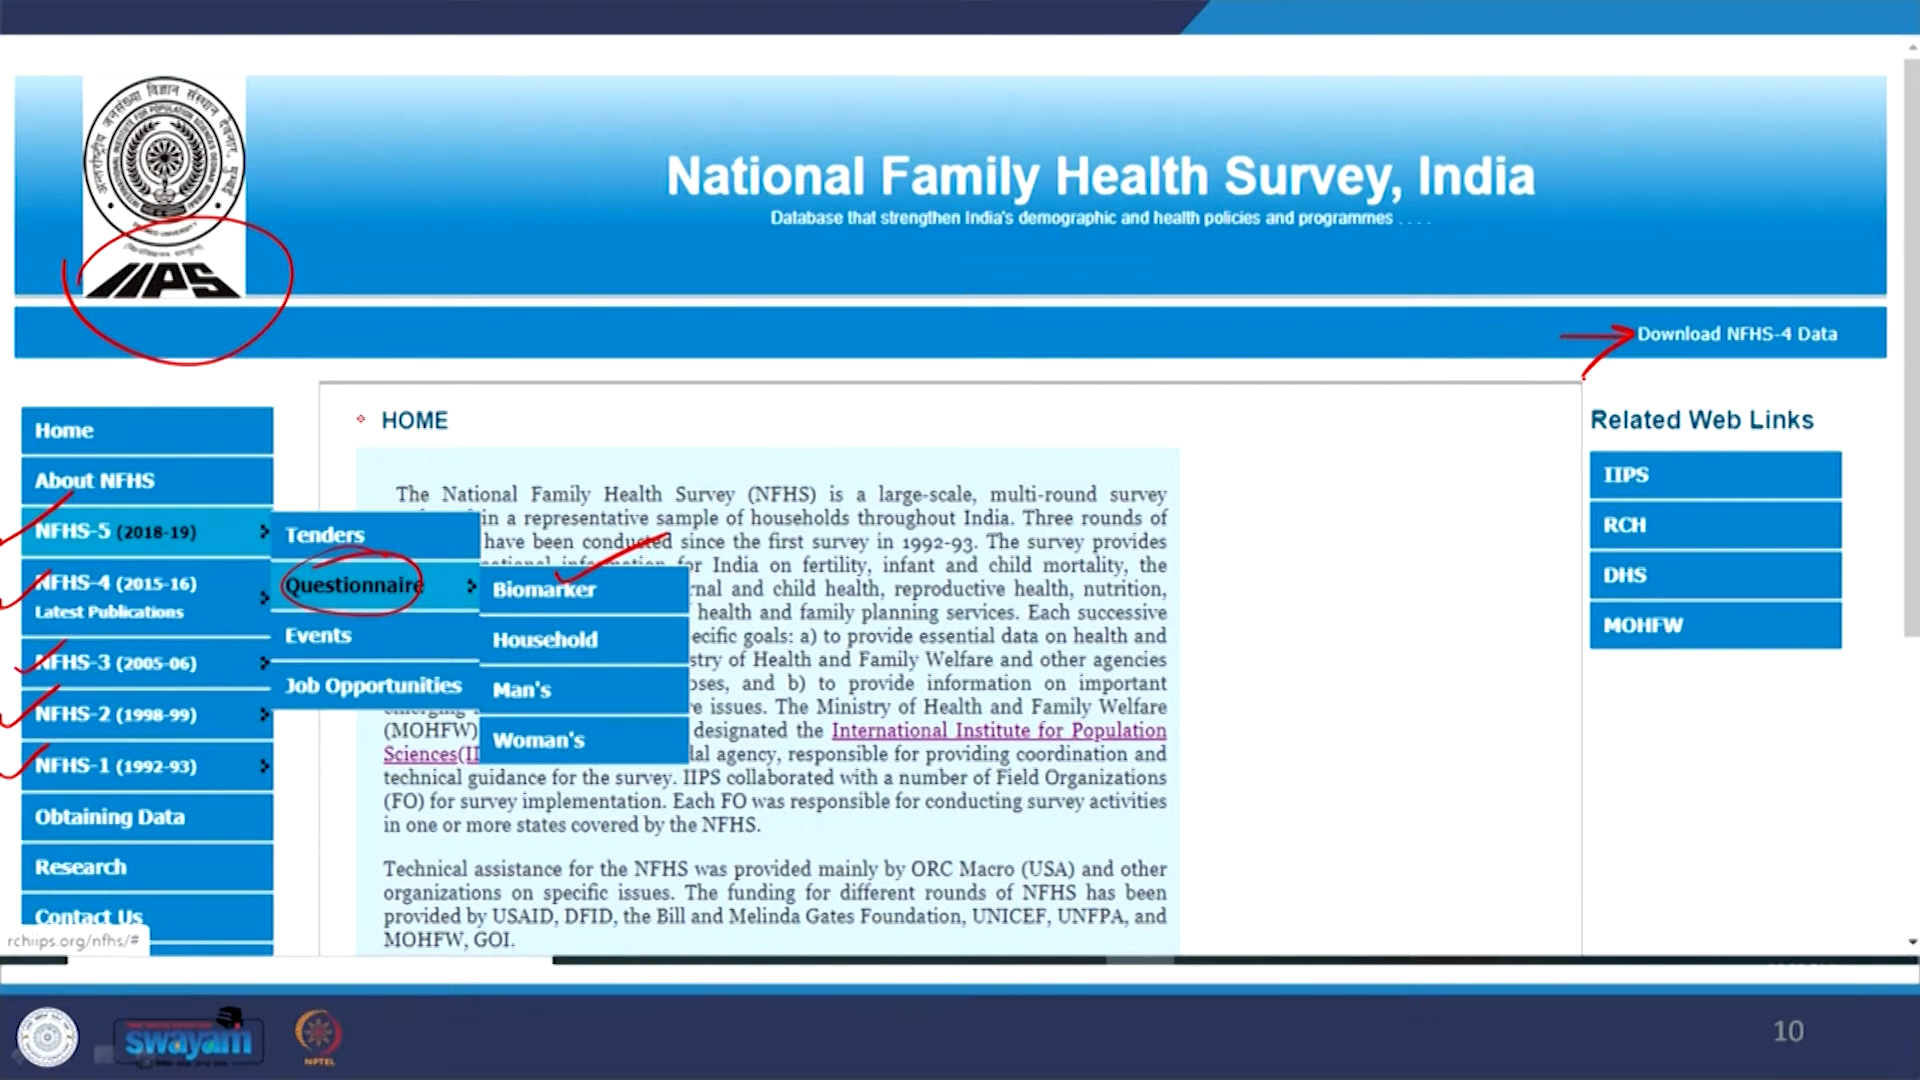 अन्तर्राष्ट्रीय जनसंख्या विज्ञान संस्थान देवनार, मुम्बई
INTERNATIONAL INSTITUTE FOR POPULATION SCIENCES DEONAR MUMBAI
IIPS
National Family Health Survey, India
Database that strengthen India's demographic and health policies and programmes . . . .
Download NFHS-4 Data
Home
About NFHS
NFHS-5 (2018-19)
NFHS-4 (2015-16)
Latest Publications
NFHS-3 (2005-06)
NFHS-2 (1998-99)
NFHS-1 (1992-93)
Obtaining Data
Research
Contact Us
Tenders
Questionnaire
Events
Job Opportunities
Biomarker
Household
Man's
Woman's
HOME
The National Family Health Survey (NFHS) is a large-scale, multi-round survey
in a representative sample of households throughout India. Three rounds of
have been conducted since the first survey in 1992-93. The survey provides
for India on fertility, infant and child mortality, the
and child health, reproductive health, nutrition,
health and family planning services. Each successive
goals: a) to provide essential data on health and
of Health and Family Welfare and other agencies
and b) to provide information on important
issues. The Ministry of Health and Family Welfare
(MOHFW) designated the International Institute for Population
Sciences(II agency, responsible for providing coordination and
technical guidance for the survey. IIPS collaborated with a number of Field Organizations
(FO) for survey implementation. Each FO was responsible for conducting survey activities
in one or more states covered by the NFHS.
Technical assistance for the NFHS was provided mainly by ORC Macro (USA) and other
organizations on specific issues. The funding for different rounds of NFHS has been
provided by USAID, DFID, the Bill and Melinda Gates Foundation, UNICEF, UNFPA, and
MOHFW, GOI.
Related Web Links
IIPS
RCH
DHS
MOHFW
rchiips.org/nfhs/#
swayam
NPTEL
10